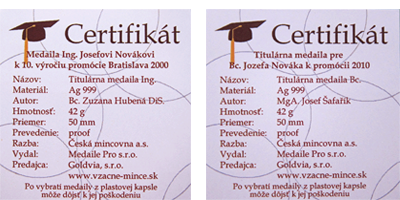 Certifikát
Medaila Ing. Josefovi Novákovi
k 10. výročiu promócie Bratislava 2000
Názov: Titulárna medaila Ing.
Materiál: Ag 999
Autor: Bc. Zuzana Hubená DiS.
Hmotnosť: 42 g
Priemer: 50 mm
Prevedenie: proof
Razba: Česká mincovna a.s.
Vydal: Medaile Pro s.r.o.
Predajca: Goldvia, s.r.o.
www.vzacne-mince.sk
Po vybratí medaily z plastovej kapsle
môže dôjsť k jej poškodeniu
Certifikát
Titulárna medaila pre
Bc. Jozefa Nováka k promócii 2010
Názov: Titulárna medaila Bc.
Materiál: Ag 999
Autor: MgA. Josef Šafařík
Hmotnosť: 42 g
Priemer: 50 mm
Prevedenie: proof
Razba: Česká mincovna a.s.
Vydal: Medaile Pro s.r.o.
Predajca: Goldvia, s.r.o.
www.vzacne-mince.sk
Po vybratí medaily z plastovej kapsle
môže dôjsť k jej poškodeniu